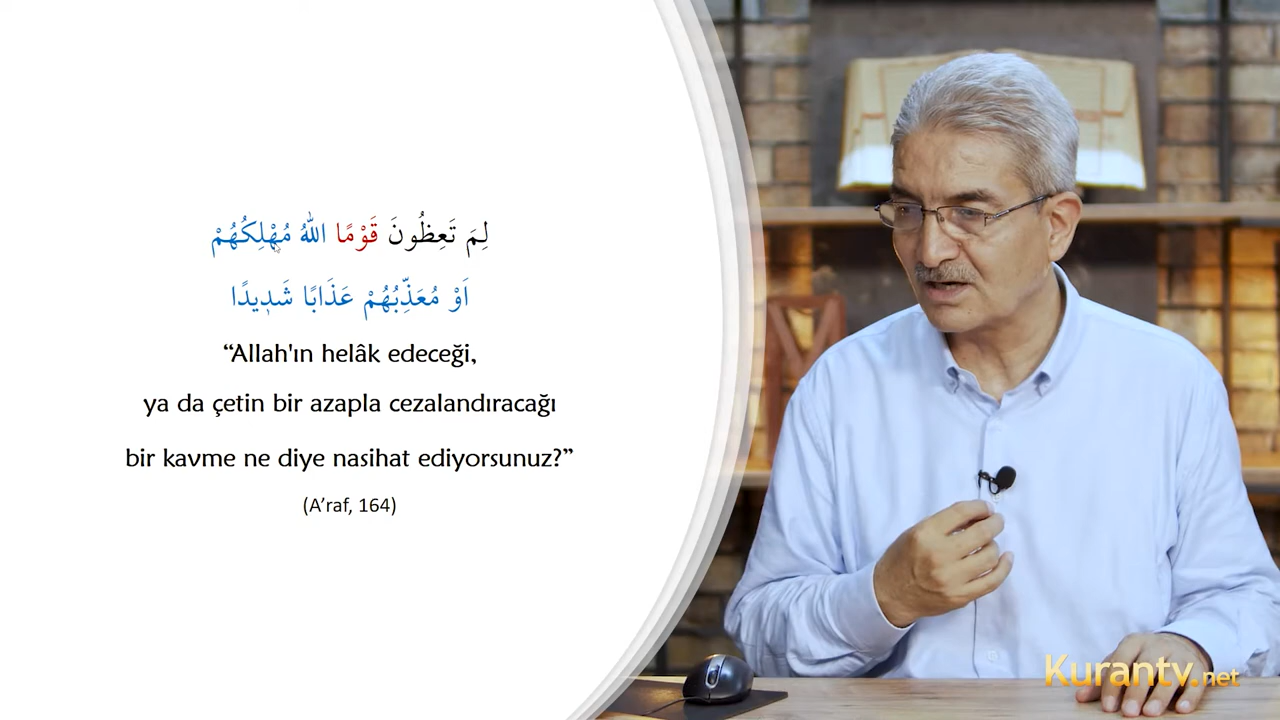 لِمَ تَعِظُونَ قَوْمًا اللّٰهُ مُهْلِكُهُمْ
اَوْ مُعَذِّبُهُمْ عَذَابًا شَد۪يدًا
“Allah'ın helâk edeceği,
ya da çetin bir azapla cezalandıracağı
bir kavme ne diye nasihat ediyorsunuz?”
(A’raf, 164)
Kurantv.net